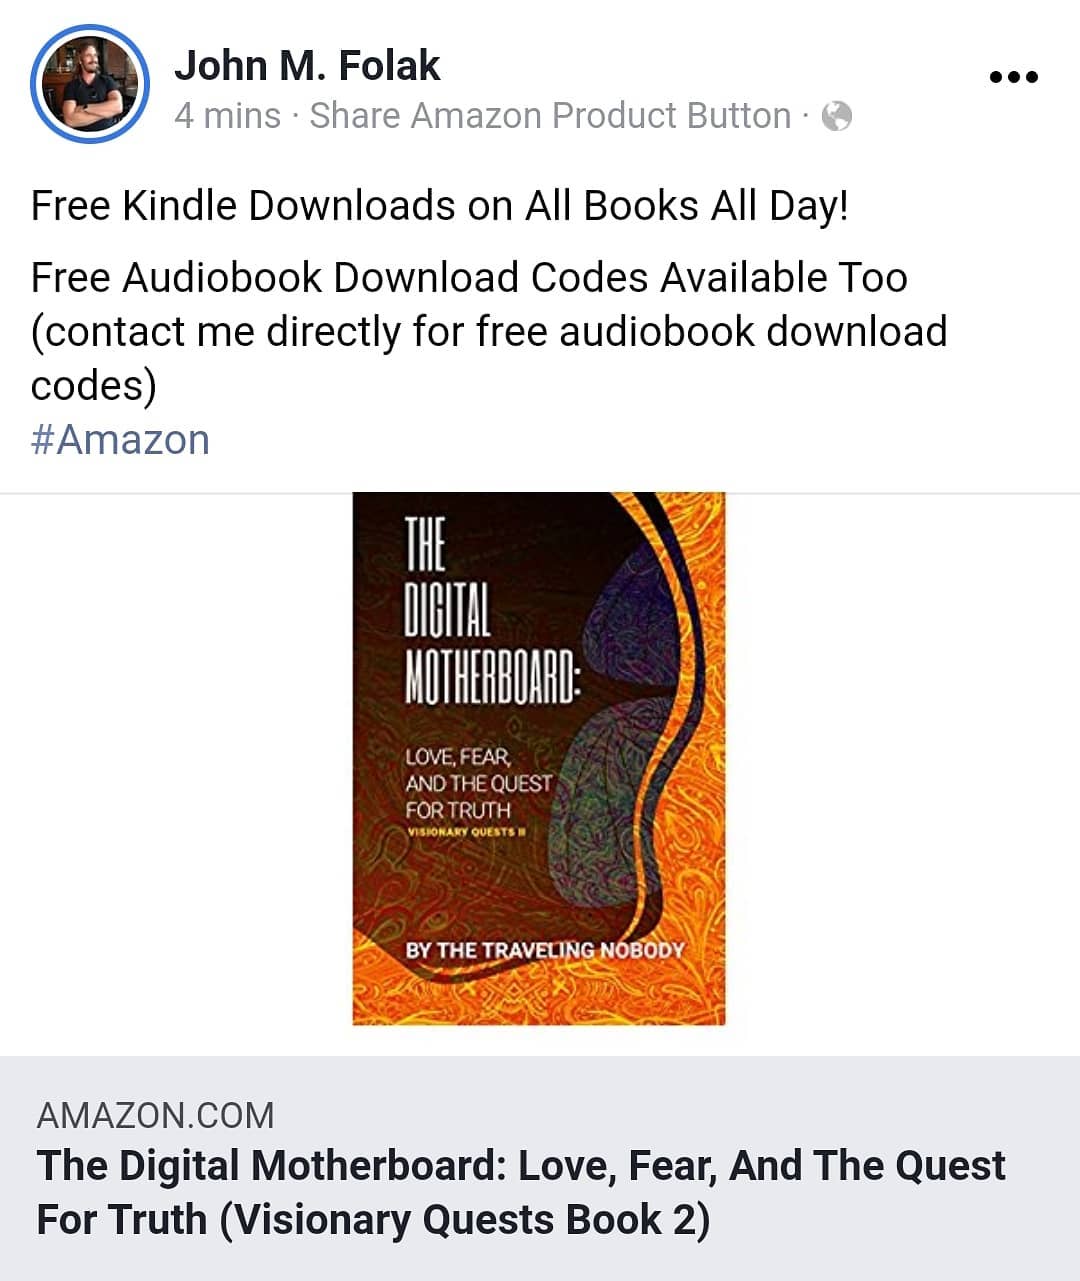 John M. Folak
4 mins · Share Amazon Product Button ·
Free Kindle Downloads on All Books All Day!
Free Audiobook Download Codes Available Too
(contact me directly for free audiobook download
codes)
#Amazon
THE
DIGITAL
MOTHERBOARD:
LOVE, FEAR,
AND THE QUEST
FOR TRUTH
VISIONARY QUESTS II
BY THE TRAVELING NOBODY
AMAZON.COM
The Digital Motherboard: Love, Fear, And The Quest
For Truth (Visionary Quests Book 2)